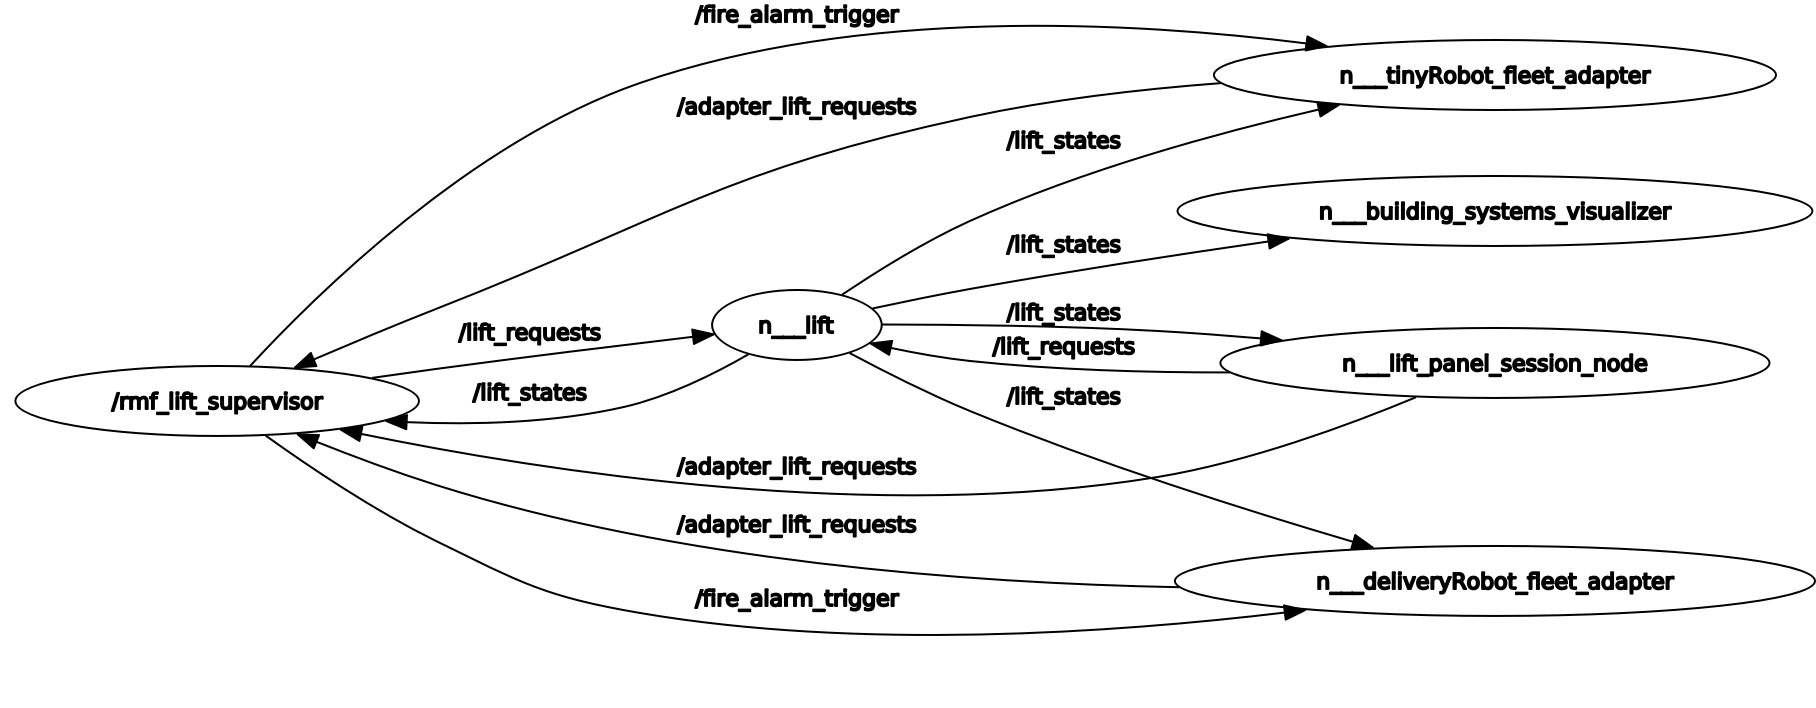 /fire_alarm_trigger
n___tinyRobot_fleet_adapter
/adapter_lift_requests
/lift_states
n___building_systems_visualizer
/lift_states
/lift_states
n___lift
/lift_requests
/lift_requests
n___lift_panel_session_node
/lift_states
/lift_states
/rmf_lift_supervisor
/adapter_lift_requests
/adapter_lift_requests
n___deliveryRobot_fleet_adapter
/fire_alarm_trigger